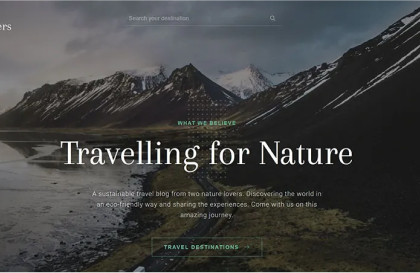 ers
Search your destination
WHAT WE BELIEVE
Travelling for Nature
A sustainable travel blog from two nature lovers. Discovering the world in
an eco-friendly way and sharing the experiences. Come with us on this
amazing journey.
TRAVEL DESTINATIONS →